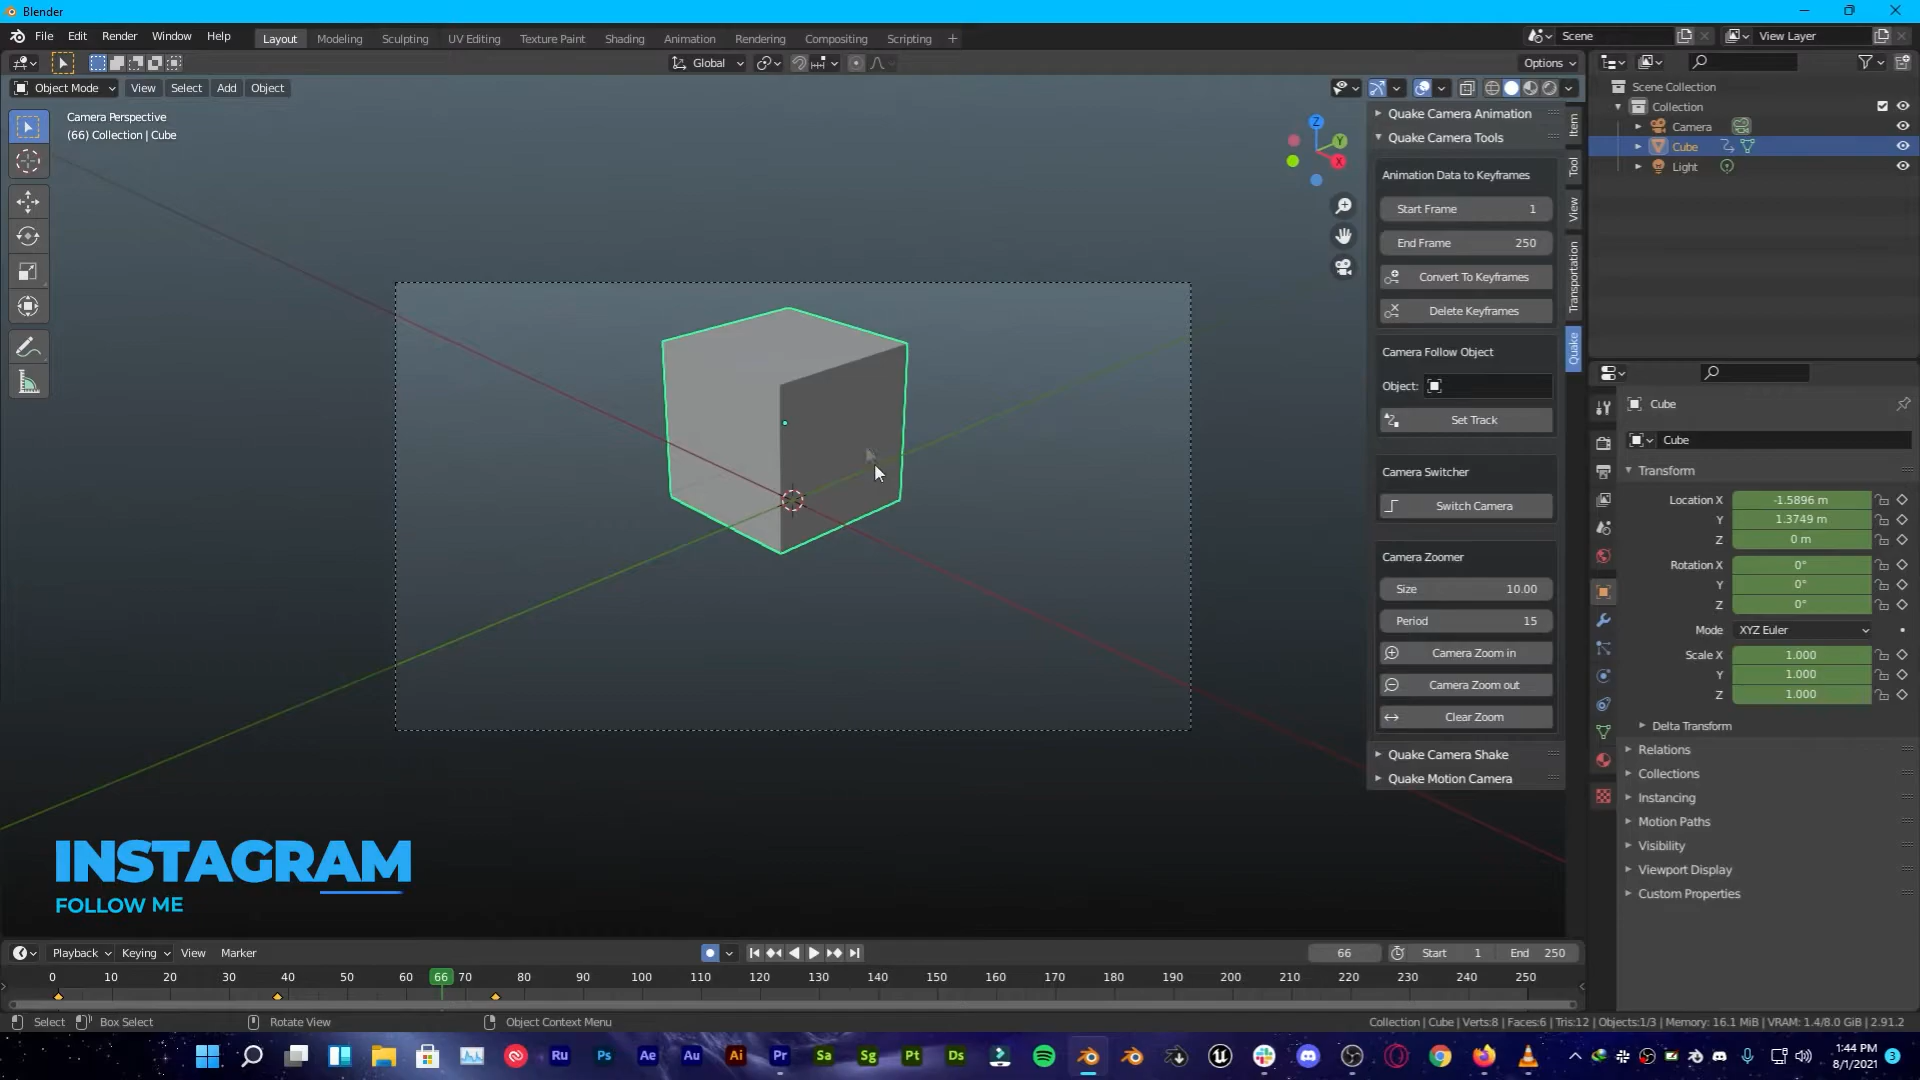 Blender
File Edit Render Window Help
Layout Modeling Sculpting UV Editing Texture Paint Shading Animation Rendering Compositing Scripting +
Scene
View Layer
Global
Options
Object Mode View Select Add Object
Camera Perspective
(66) Collection | Cube
Z
Y
X
Quake Camera Animation
Quake Camera Tools
Animation Data to Keyframes
Start Frame 1
End Frame 250
Convert To Keyframes
Delete Keyframes
Camera Follow Object
Object:
Set Track
Camera Switcher
Switch Camera
Camera Zoomer
Size 10.00
Period 15
Camera Zoom in
Camera Zoom out
Clear Zoom
Quake Camera Shake
Quake Motion Camera
Item
Tool
View
Transportation
Quake
Scene Collection
Collection
Camera
Cube
Light
Cube
Cube
Transform
Location X -1.5896 m
Y 1.3749 m
Z 0 m
Rotation X 0°
Y 0°
Z 0°
Mode XYZ Euler
Scale X 1.000
Y 1.000
Z 1.000
Delta Transform
Relations
Collections
Instancing
Motion Paths
Visibility
Viewport Display
Custom Properties
INSTAGRAM
FOLLOW ME
Playback Keying View Marker
66 Start 1 End 250
0 10 20 30 40 50 60 66 70 80 90 100 110 120 130 140 150 160 170 180 190 200 210 220 230 240 250
Select Box Select Rotate View Object Context Menu
Collection | Cube | Verts:8 | Faces:6 | Tris:12 | Objects:1/3 | Memory: 16.1 MiB | VRAM: 1.4/8.0 GiB | 2.91.2
Ru Ps Ae Au Ai Pr Sa Sg Pt Ds
1:44 PM
8/1/2021
3